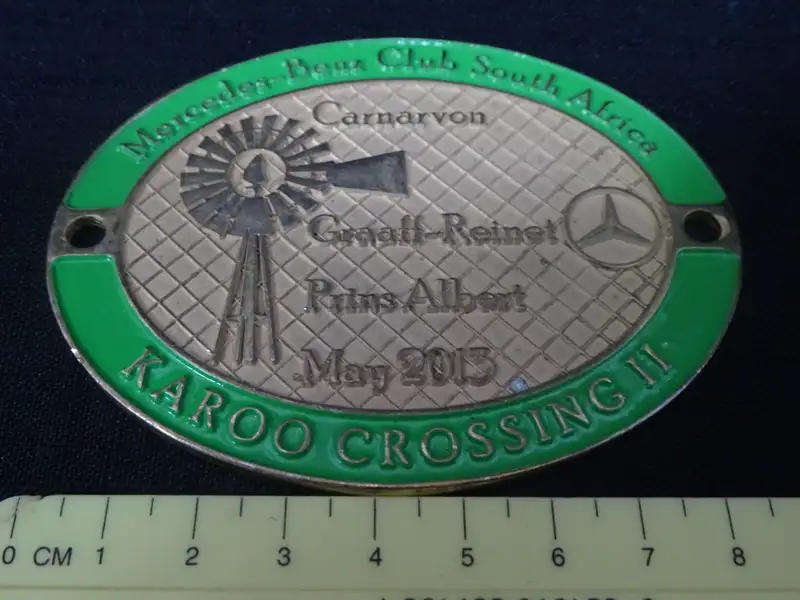 Mercedes-Benz Club South Africa
Carnarvon
Graaff-Reinet
Prins Albert
May 2013
KAROO CROSSING II
0 CM 1 2 3 4 5 6 7 8